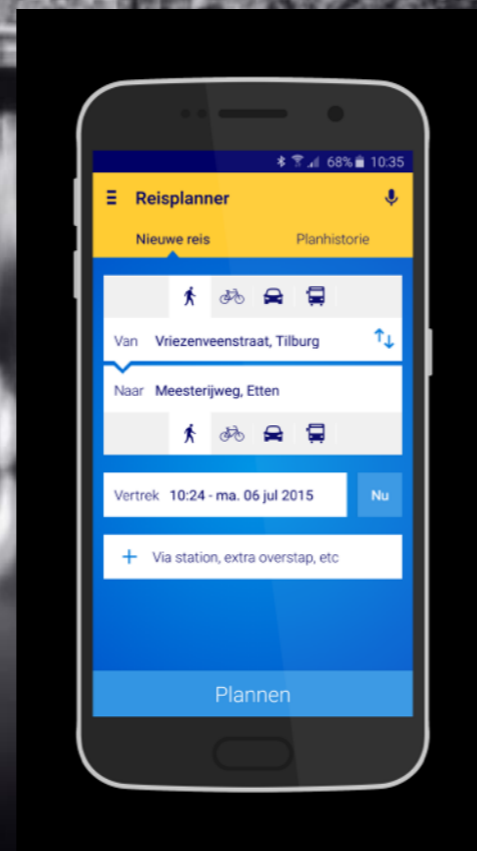 68% 10:35
Reisplanner
Nieuwe reis Planhistorie
Van Vriezenveenstraat, Tilburg
Naar Meesterijweg, Etten
Vertrek 10:24 - ma. 06 jul 2015 Nu
+ Via station, extra overstap, etc
Plannen